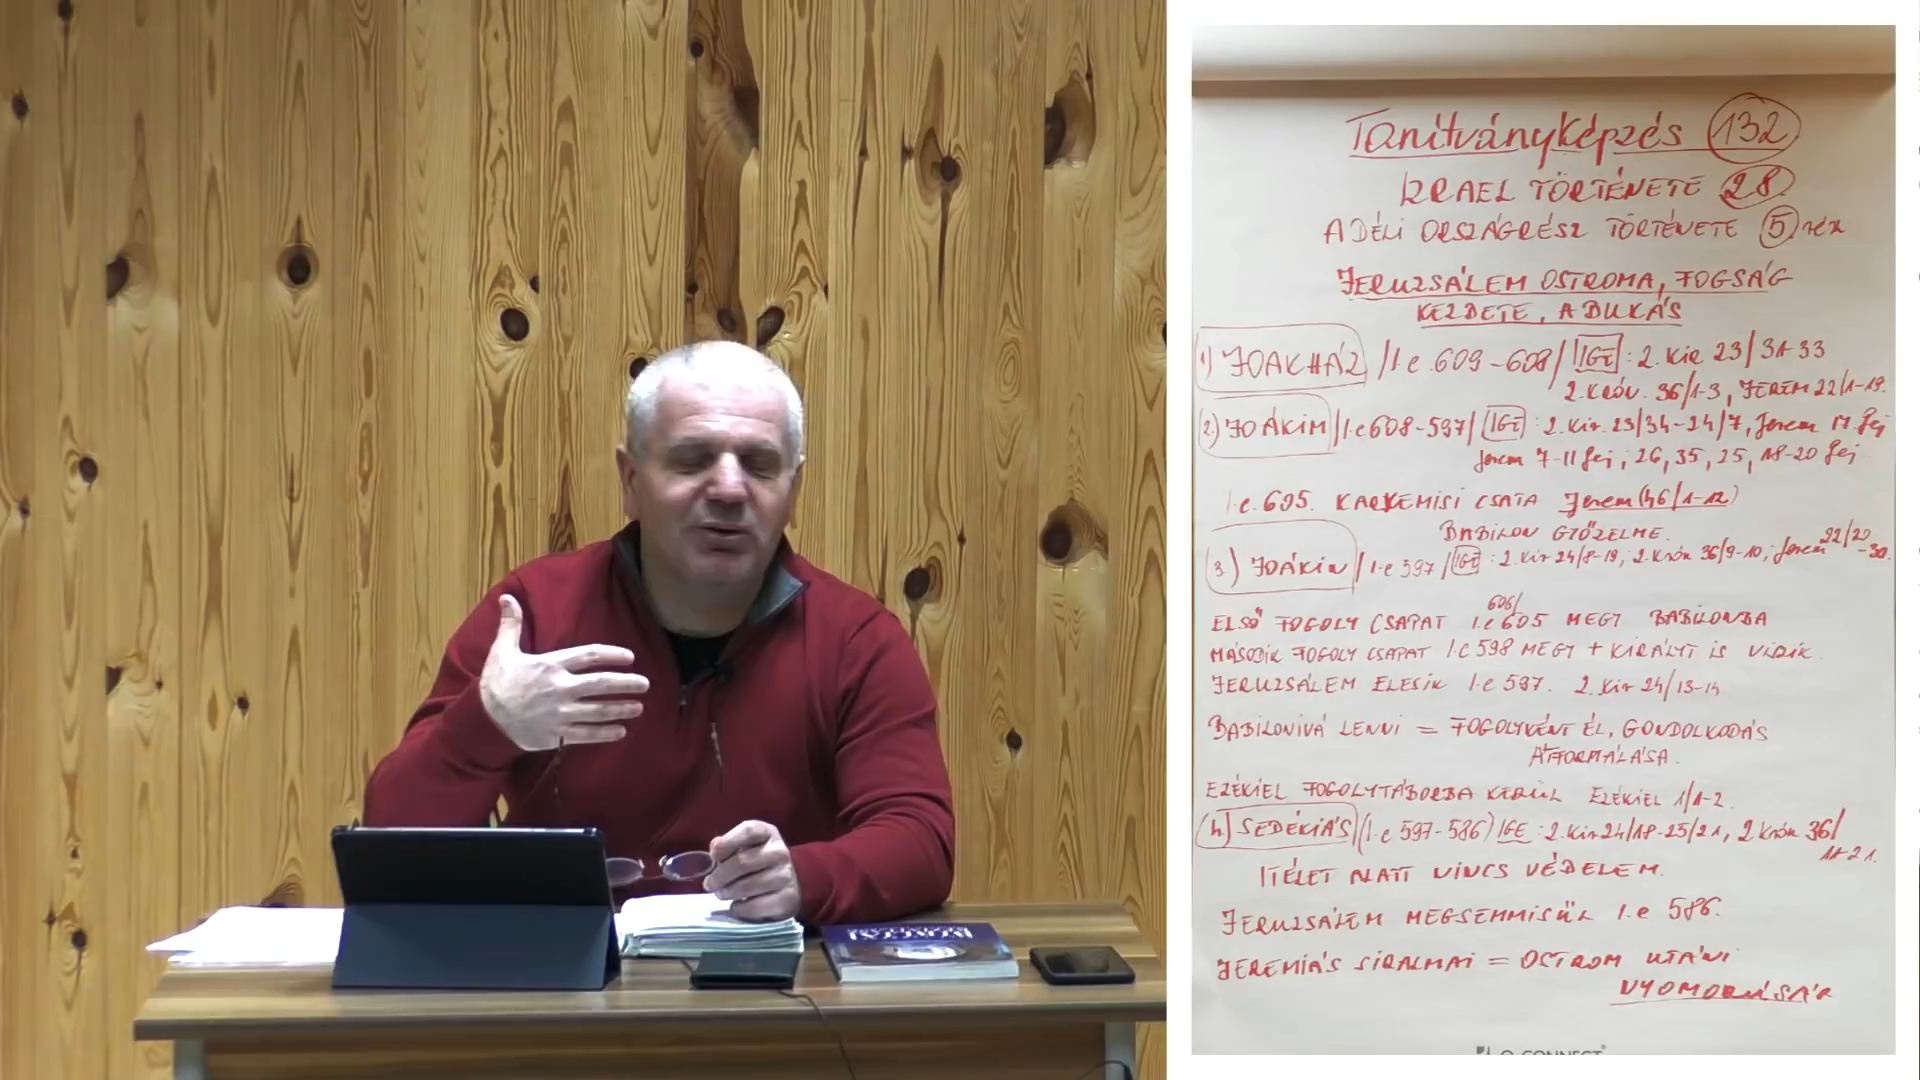 Tanítványképzés 132
IZRAEL TÖRTÉNETE 28
A DÉLI ORSZÁGRÉSZ TÖRTÉNETE 5
JERUZSÁLEM OSTROMA, FOGSÁG
KEZDETE, A BUKÁS
1) JOAKHÁZ /I.e. 609-608/ IGE: 2. Kir 23/31-33
2. Krón. 36/1-3, JEREM 22/1-19.
2) JOÁKIM /I.e 608-597/ IGE: 2. Kir. 23/34-24/7, Jerem 17. fej
Jerem 7-11 fej, 26, 35, 25, 18-20 fej
I.e. 605. KARKEMISI CSATA Jerem (46/1-12)
BABILON GYŐZELME.
3.) JOÁKIN /I.e 597/ IGE: 2. Kir 24/8-19, 2. Krón 36/9-10, Jerem 22/20-30.
606/
ELSŐ FOGOLY CSAPAT I.e 605 MEGY BABILONBA
MÁSODIK FOGOLY CSAPAT I.e 598 MEGY + KIRÁLYT IS VISZIK.
JERUZSÁLEM ELESIK I.e 597. 2. Kir 24/13-14
BABILONIVÁ LENNI = FOGOLYKÉNT ÉL, GONDOLKODÁS
ÁTFORMÁLÁSA.
EZÉKIEL FOGOLYTÁBORBA KERÜL EZÉKIEL 1/1-2.
4.) SEDÉKIÁS (I.e 597-586) IGE: 2. Kir 24/18-25/21, 2 Krón 36/
11-21.
ITÉLET ALATT NINCS VÉDELEM.
JERUZSÁLEM MEGSEMMISÜL I.e 586.
JEREMIÁS SIRALMAI = OSTROM UTÁNI
NYOMORÚSÁG